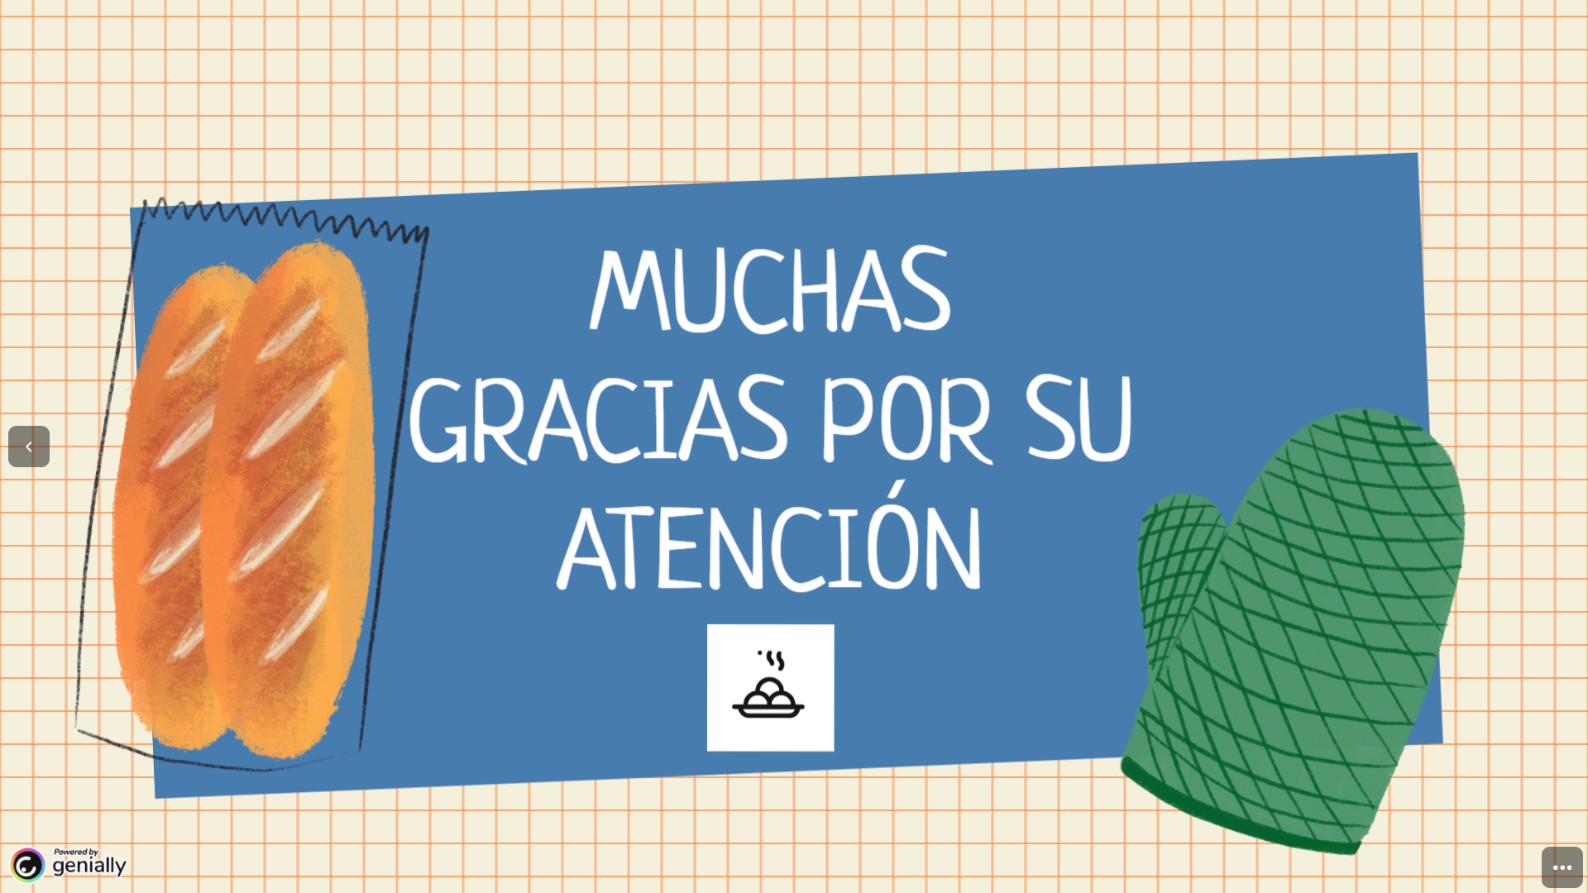 MUCHAS
GRACIAS POR SU
ATENCIÓN
Powered by
genially